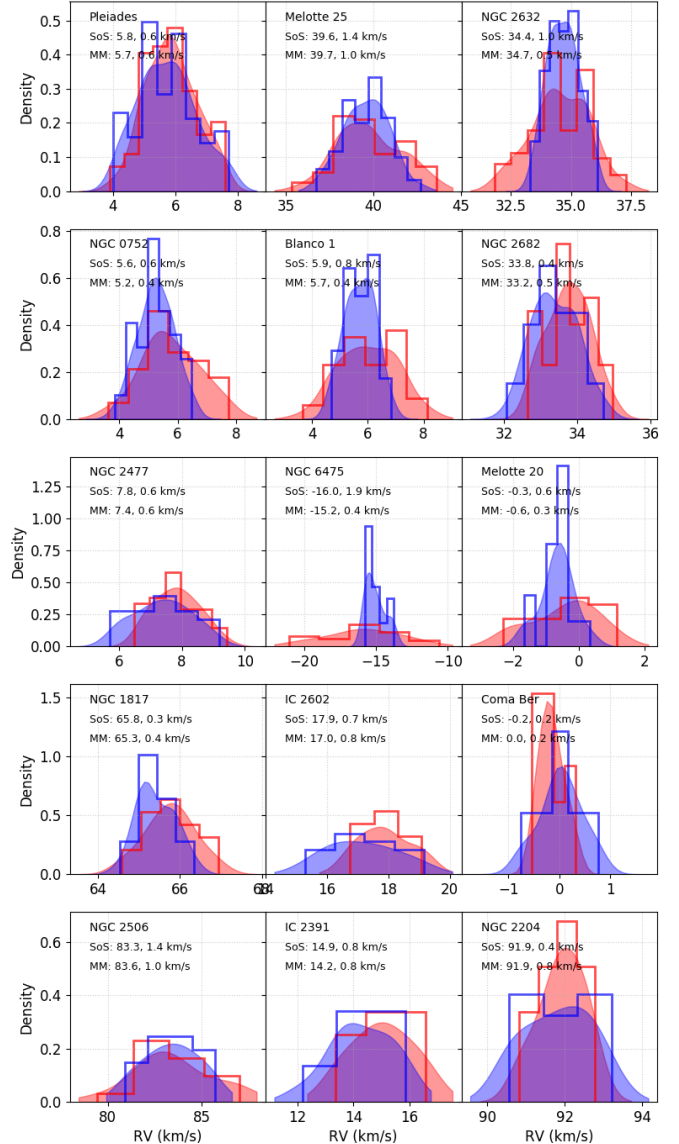 Pleiades
SoS: 5.8, 0.6 km/s
MM: 5.7, 0.6 km/s
Melotte 25
SoS: 39.6, 1.4 km/s
MM: 39.7, 1.0 km/s
NGC 2632
SoS: 34.4, 1.0 km/s
MM: 34.7, 0.5 km/s
Density
0.5
0.4
0.3
0.2
0.1
0.0
4 6 8
35 40 45
32.5 35.0 37.5
NGC 0752
SoS: 5.6, 0.6 km/s
MM: 5.2, 0.4 km/s
Blanco 1
SoS: 5.9, 0.8 km/s
MM: 5.7, 0.4 km/s
NGC 2682
SoS: 33.8, 0.4 km/s
MM: 33.2, 0.5 km/s
Density
0.8
0.6
0.4
0.2
0.0
4 6 8
4 6 8
32 34 36
NGC 2477
SoS: 7.8, 0.6 km/s
MM: 7.4, 0.6 km/s
NGC 6475
SoS: -16.0, 1.9 km/s
MM: -15.2, 0.4 km/s
Melotte 20
SoS: -0.3, 0.6 km/s
MM: -0.6, 0.3 km/s
Density
1.25
1.00
0.75
0.50
0.25
0.00
6 8 10
−20 −15 −10
−2 0 2
NGC 1817
SoS: 65.8, 0.3 km/s
MM: 65.3, 0.4 km/s
IC 2602
SoS: 17.9, 0.7 km/s
MM: 17.0, 0.8 km/s
Coma Ber
SoS: -0.2, 0.2 km/s
MM: 0.0, 0.2 km/s
Density
1.5
1.0
0.5
0.0
64 66 68
14 16 18 20
−1 0 1
NGC 2506
SoS: 83.3, 1.4 km/s
MM: 83.6, 1.0 km/s
IC 2391
SoS: 14.9, 0.8 km/s
MM: 14.2, 0.8 km/s
NGC 2204
SoS: 91.9, 0.4 km/s
MM: 91.9, 0.8 km/s
Density
0.6
0.4
0.2
0.0
80 85
12 14 16
90 92 94
RV (km/s)
RV (km/s)
RV (km/s)